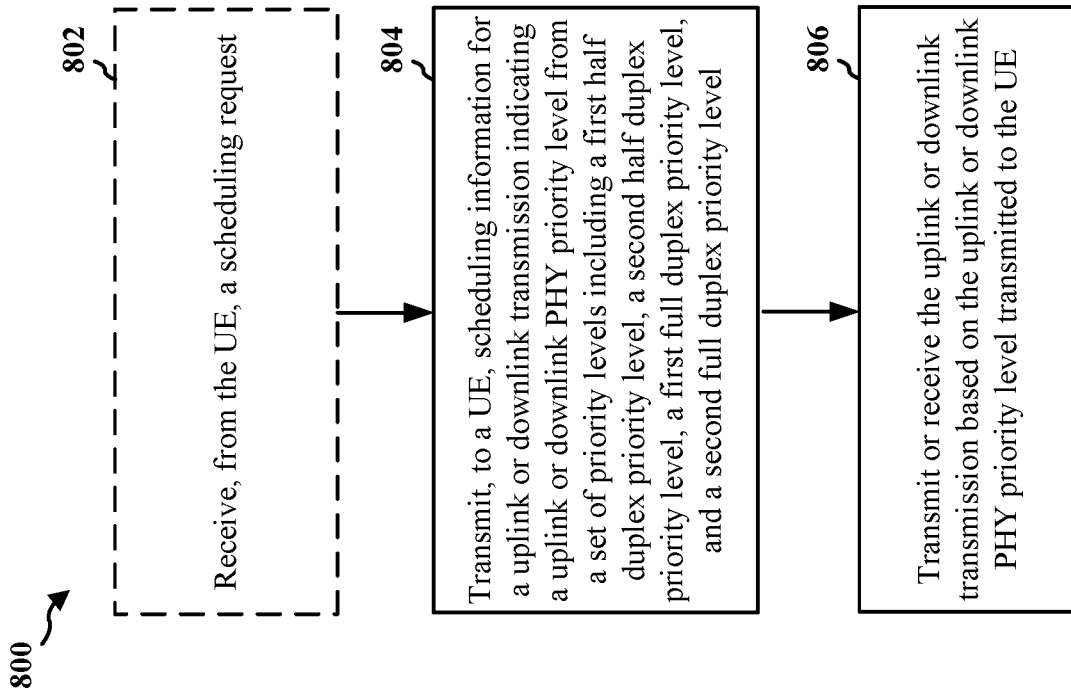 800
802
Receive, from the UE, a scheduling request
804
Transmit, to a UE, scheduling information for
a uplink or downlink transmission indicating
a uplink or downlink PHY priority level from
a set of priority levels including a first half
duplex priority level, a second half duplex
priority level, a first full duplex priority level,
and a second full duplex priority level
806
Transmit or receive the uplink or downlink
transmission based on the uplink or downlink
PHY priority level transmitted to the UE